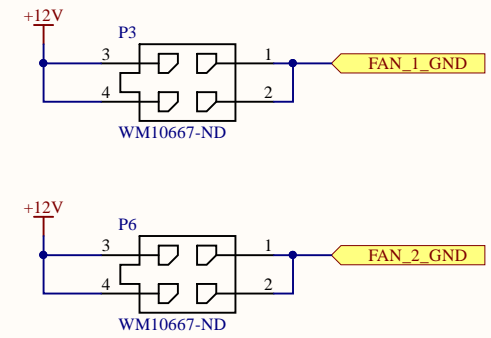 +12V
P3
3
1
FAN_1_GND
4
2
WM10667-ND
+12V
P6
3
1
FAN_2_GND
4
2
WM10667-ND